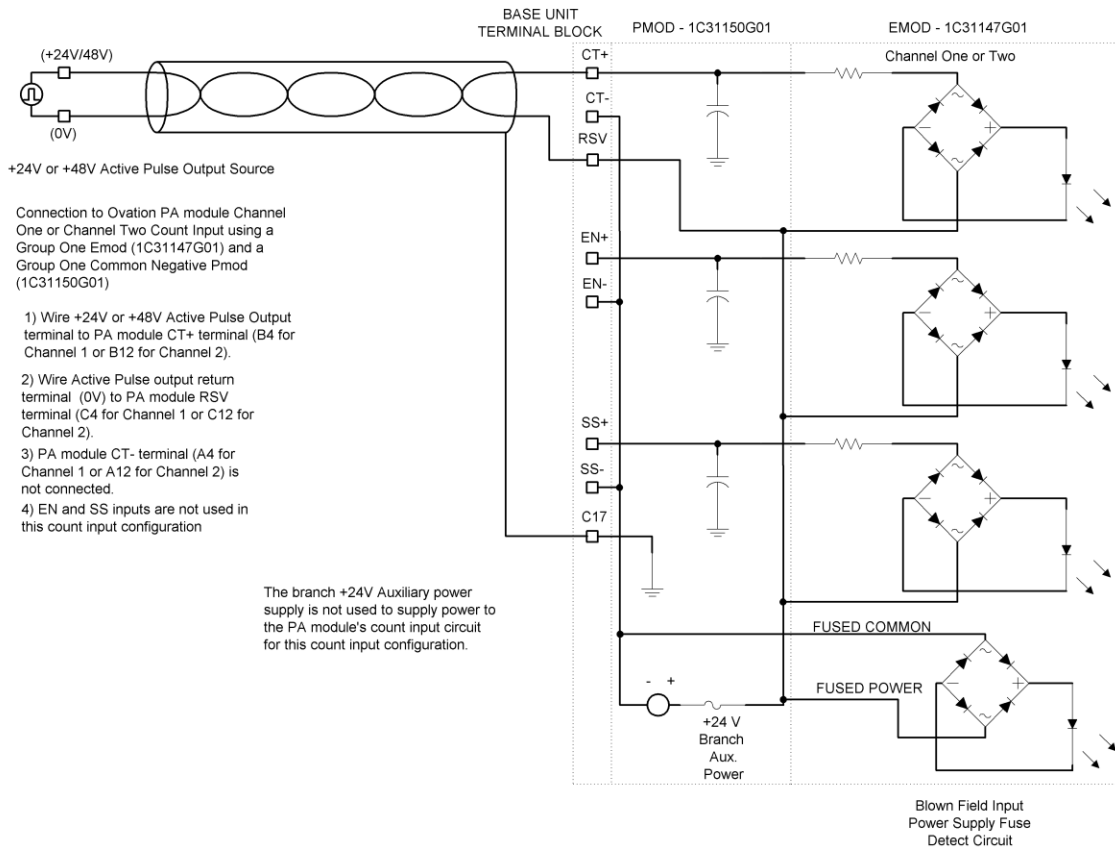 BASE UNIT
TERMINAL BLOCK
PMOD - 1C31150G01
EMOD - 1C31147G01
(+24V/48V)
CT+
Channel One or Two
CT-
(0V)
RSV
+24V or +48V Active Pulse Output Source
Connection to Ovation PA module Channel
One or Channel Two Count Input using a
Group One Emod (1C31147G01) and a
Group One Common Negative Pmod
(1C31150G01)
EN+
EN-
1) Wire +24V or +48V Active Pulse Output
terminal to PA module CT+ terminal (B4 for
Channel 1 or B12 for Channel 2).
2) Wire Active Pulse output return
terminal (0V) to PA module RSV
terminal (C4 for Channel 1 or C12 for
Channel 2).
3) PA module CT- terminal (A4 for
Channel 1 or A12 for Channel 2) is
not connected.
4) EN and SS inputs are not used in
this count input configuration
SS+
SS-
C17
The branch +24V Auxiliary power
supply is not used to supply power to
the PA module's count input circuit
for this count input configuration.
FUSED COMMON
FUSED POWER
- +
+24 V
Branch
Aux.
Power
Blown Field Input
Power Supply Fuse
Detect Circuit